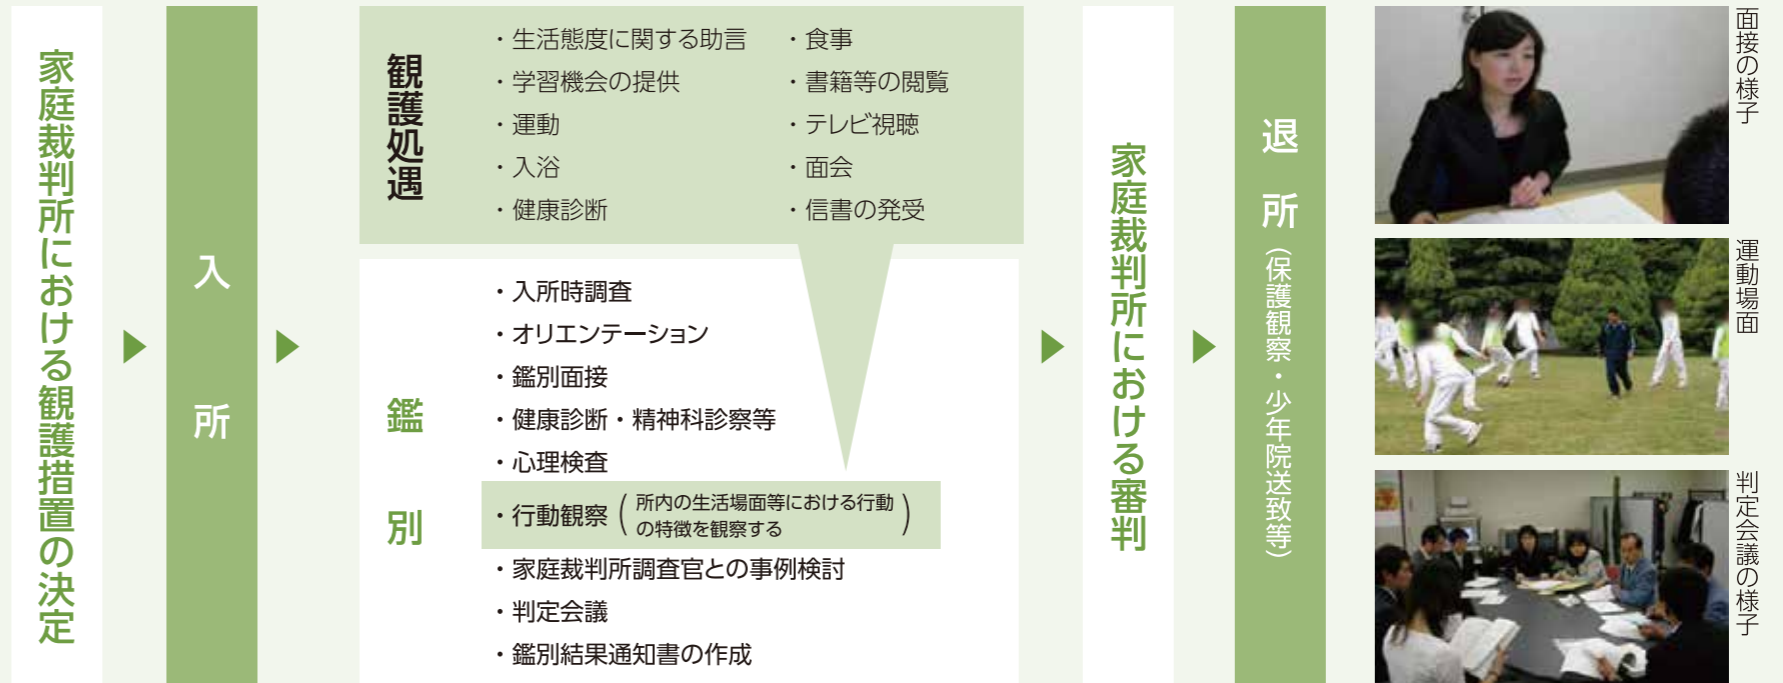 家庭裁判所における観護措置の決定
入所
観護処遇
・生活態度に関する助言
・学習機会の提供
・運動
・入浴
・健康診断
・食事
・書籍等の閲覧
・テレビ視聴
・面会
・信書の発受
鑑別
・入所時調査
・オリエンテーション
・鑑別面接
・健康診断・精神科診察等
・心理検査
・行動観察(所内の生活場面等における行動
の特徴を観察する)
・家庭裁判所調査官との事例検討
・判定会議
・鑑別結果通知書の作成
家庭裁判所における審判
退所(保護観察・少年院送致等)
面接の様子
運動場面
判定会議の様子